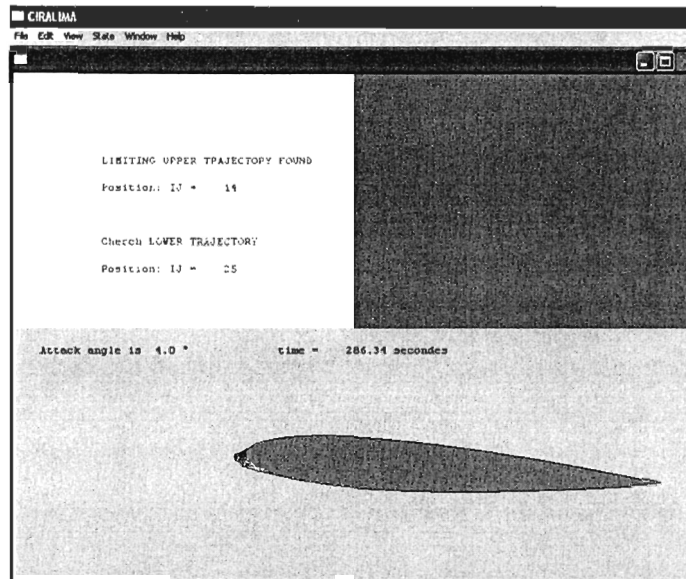 CIRALIMA
File Edit View State Window Help
LIMITING UPPER TRAJECTORY FOUND
Position: IJ = 14
Cherch LOWER TRAJECTORY
Position: IJ = 25
Attack angle is 4.0 ° time = 286.34 secondes